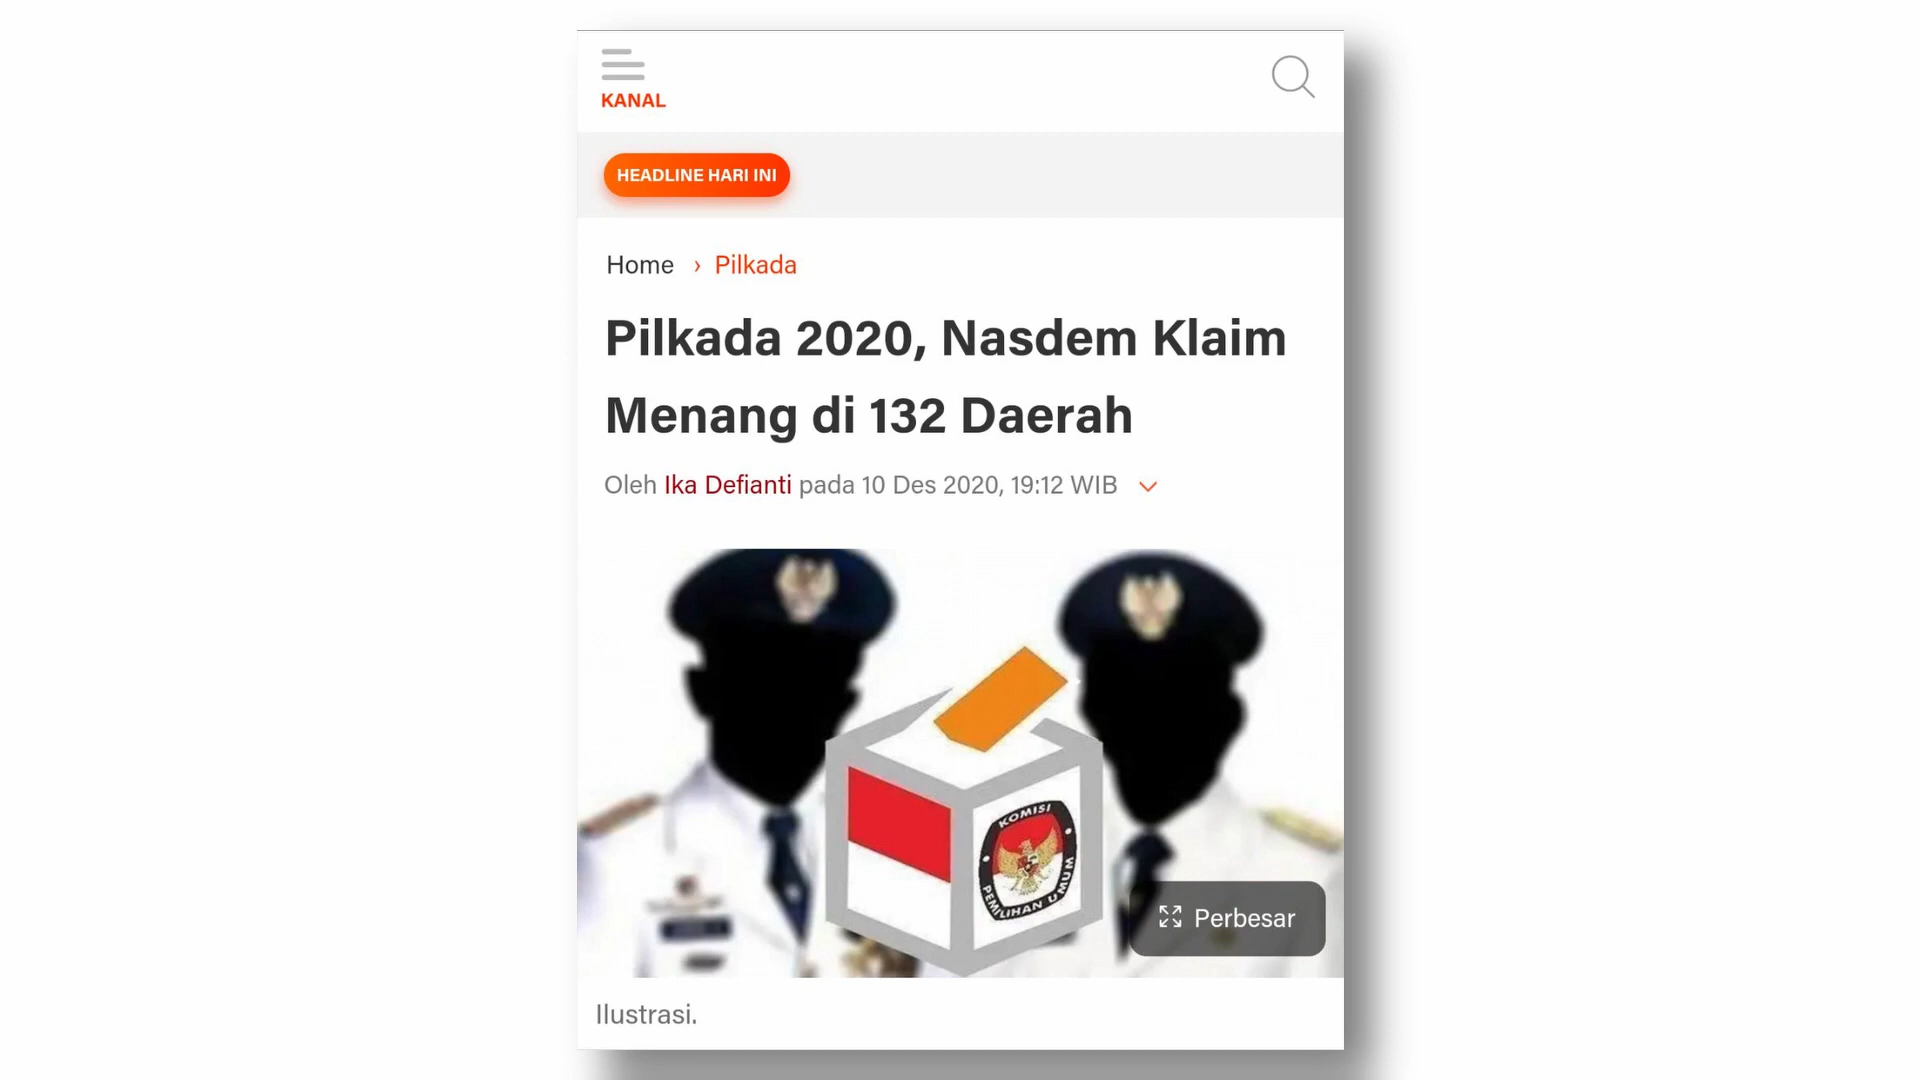 KANAL
HEADLINE HARI INI
Home › Pilkada
Pilkada 2020, Nasdem Klaim
Menang di 132 Daerah
Oleh Ika Defianti pada 10 Des 2020, 19:12 WIB
KOMISI
PEMILIHAN UMUM
Perbesar
Ilustrasi.